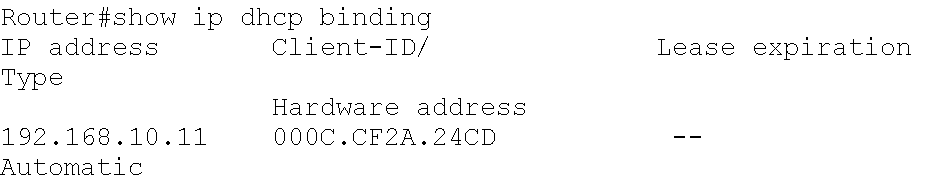 Router#show ip dhcp binding
IP address Client-ID/ Lease expiration
Type
Hardware address
192.168.10.11 000C.CF2A.24CD --
Automatic